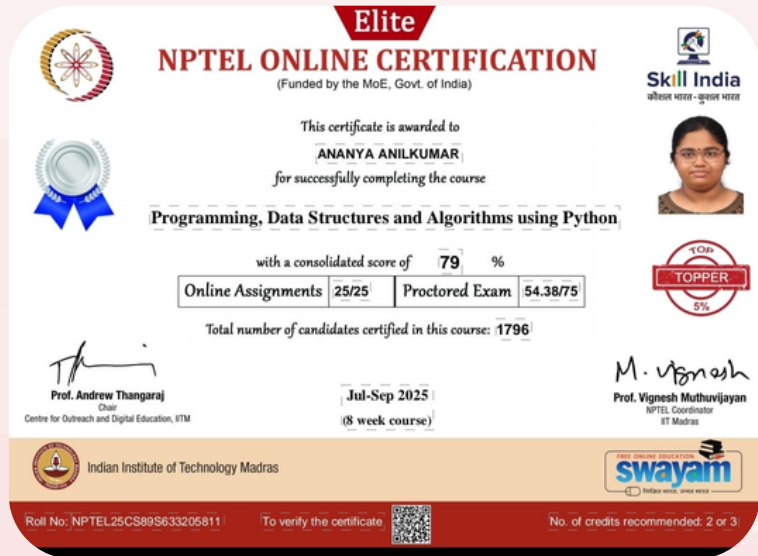 Elite
NPTEL ONLINE CERTIFICATION
(Funded by the MoE, Govt. of India)
Skill India
कौशल भारत - कुशल भारत
This certificate is awarded to
ANANYA ANILKUMAR
for successfully completing the course
Programming, Data Structures and Algorithms using Python
with a consolidated score of 79 %
Online Assignments 25/25 Proctored Exam 54.38/75
TOP
TOPPER
5%
Total number of candidates certified in this course: 1796
M. Vignesh
Prof. Andrew Thangaraj
Chair
Centre for Outreach and Digital Education, IITM
Jul-Sep 2025
(8 week course)
Prof. Vignesh Muthuvijayan
NPTEL Coordinator
IIT Madras
Indian Institute of Technology Madras
FREE ONLINE EDUCATION
swayam
शिक्षित भारत, उन्नत भारत
Roll No: NPTEL25CS89S633205811 To verify the certificate No. of credits recommended: 2 or 3